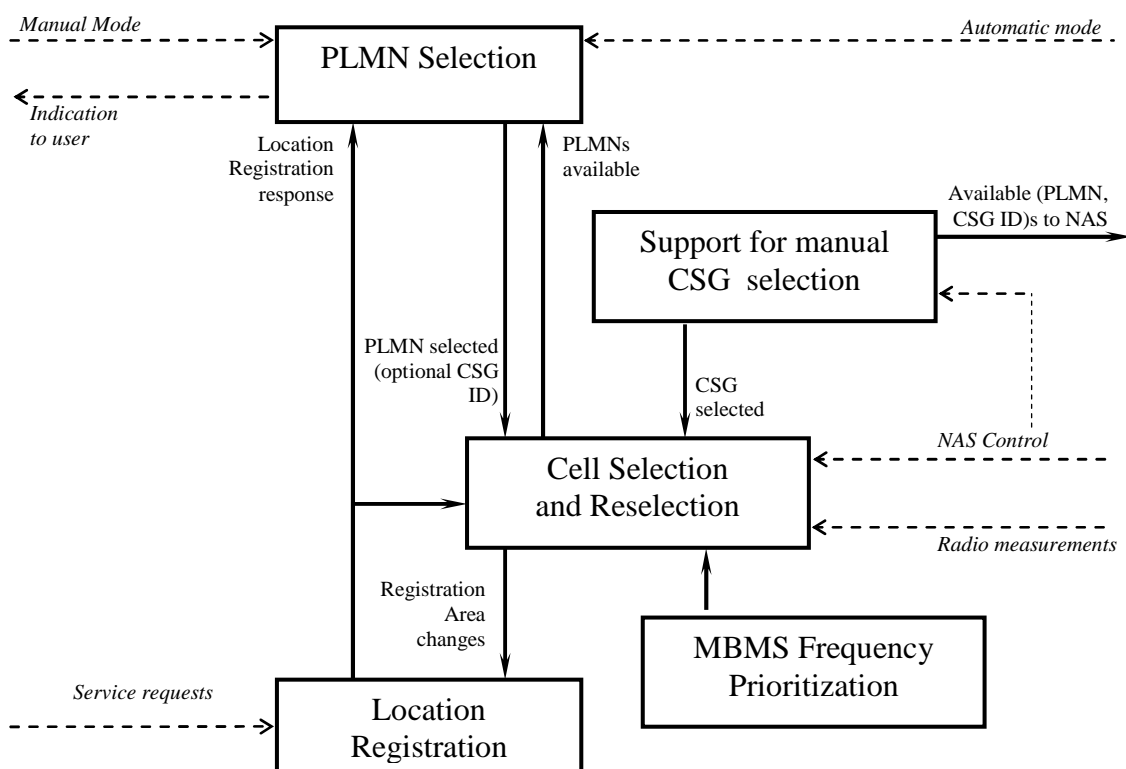 Manual Mode
Automatic mode
PLMN Selection
Indication
to user
Location
Registration
response
PLMNs
available
Available (PLMN,
CSG ID)s to NAS
Support for manual
CSG selection
PLMN selected
(optional CSG
ID)
CSG
selected
NAS Control
Cell Selection
and Reselection
Radio measurements
Registration
Area
changes
MBMS Frequency
Prioritization
Service requests
Location
Registration